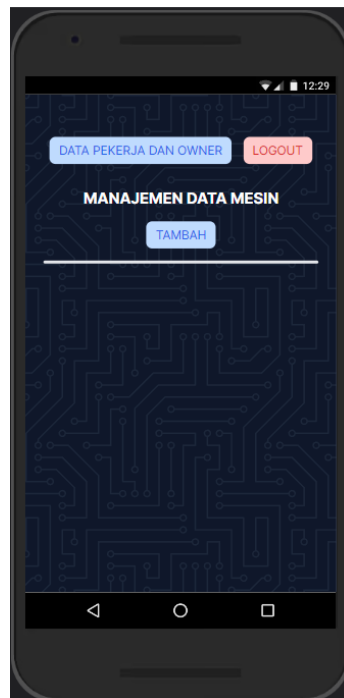 12:29
DATA PEKERJA DAN OWNER LOGOUT
MANAJEMEN DATA MESIN
TAMBAH